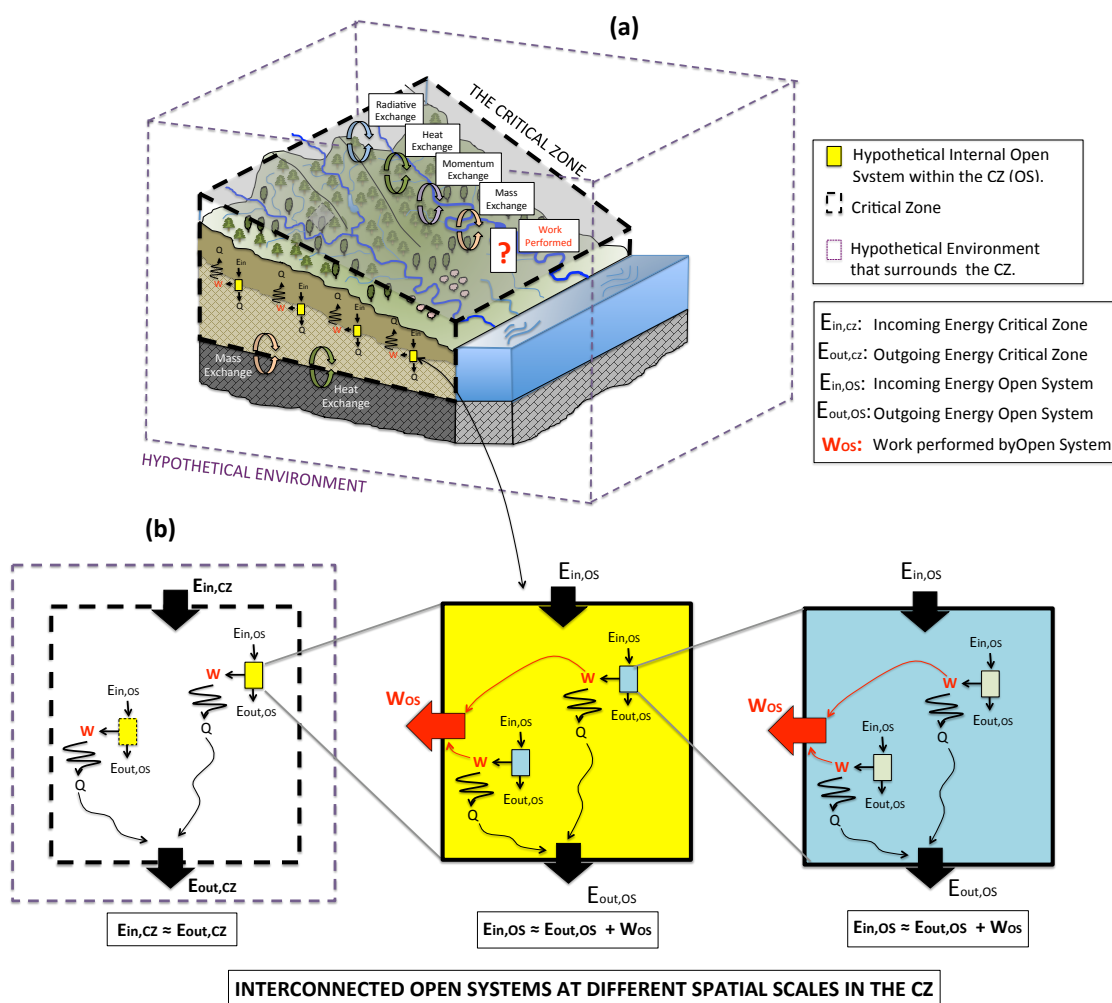 (a)
THE CRITICAL ZONE
Radiative
Exchange
Heat
Exchange
Momentum
Exchange
Mass
Exchange
?
Work
Performed
Ein
Q
W
Q
Ein
Q
W
Q
Ein
Q
W
Q
Ein
Q
W
Q
Mass
Exchange
Heat
Exchange
HYPOTHETICAL ENVIRONMENT
Hypothetical Internal Open
System within the CZ (OS).
Critical Zone
Hypothetical Environment
that surrounds the CZ.
Ein,cz: Incoming Energy Critical Zone
Eout,cz: Outgoing Energy Critical Zone
Ein,OS: Incoming Energy Open System
Eout,OS: Outgoing Energy Open System
WOS: Work performed byOpen System
(b)
Ein,CZ
Ein,OS
W
Eout,OS
Q
Ein,OS
W
Eout,OS
Q
Eout,CZ
Ein,CZ ≈ Eout,CZ
Ein,OS
Ein,OS
W
Eout,OS
Q
WOS
Ein,OS
W
Eout,OS
Q
Eout,OS
Ein,OS ≈ Eout,OS + WOS
Ein,OS
Ein,OS
W
Eout,OS
Q
WOS
Ein,OS
W
Eout,OS
Q
Eout,OS
Ein,OS ≈ Eout,OS + WOS
INTERCONNECTED OPEN SYSTEMS AT DIFFERENT SPATIAL SCALES IN THE CZ